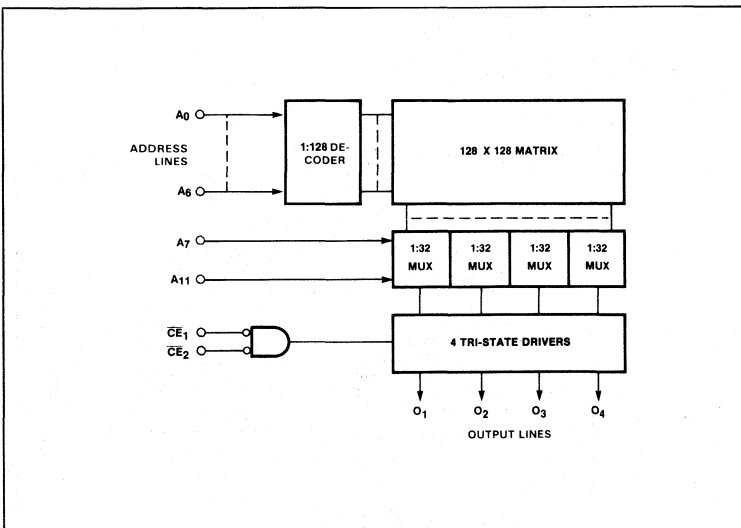 A0
ADDRESS
LINES
A6
1:128 DE-
CODER
128 X 128 MATRIX
A7
A11
1:32
MUX
1:32
MUX
1:32
MUX
1:32
MUX
CE1
CE2
4 TRI-STATE DRIVERS
O1
O2
O3
O4
OUTPUT LINES